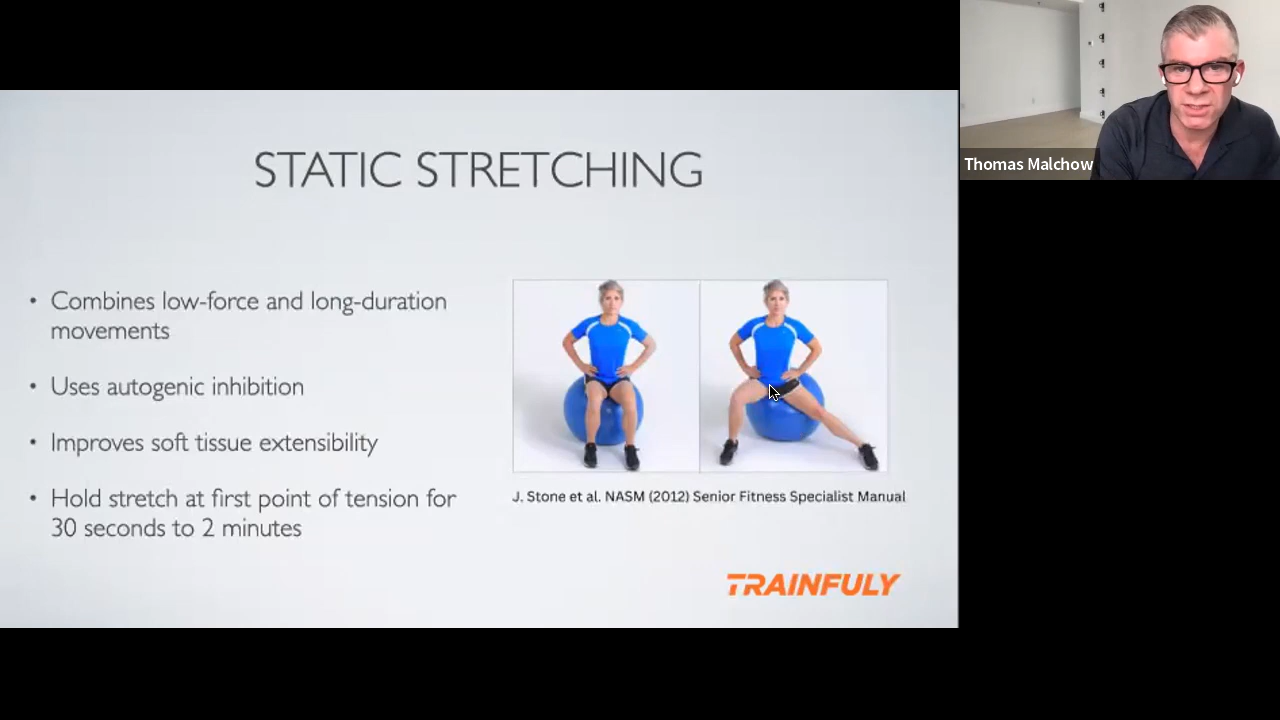 STATIC STRETCHING
• Combines low-force and long-duration
movements
• Uses autogenic inhibition
• Improves soft tissue extensibility
• Hold stretch at first point of tension for
30 seconds to 2 minutes
J. Stone et al. NASM (2012) Senior Fitness Specialist Manual
TRAINFULY
Thomas Malchow